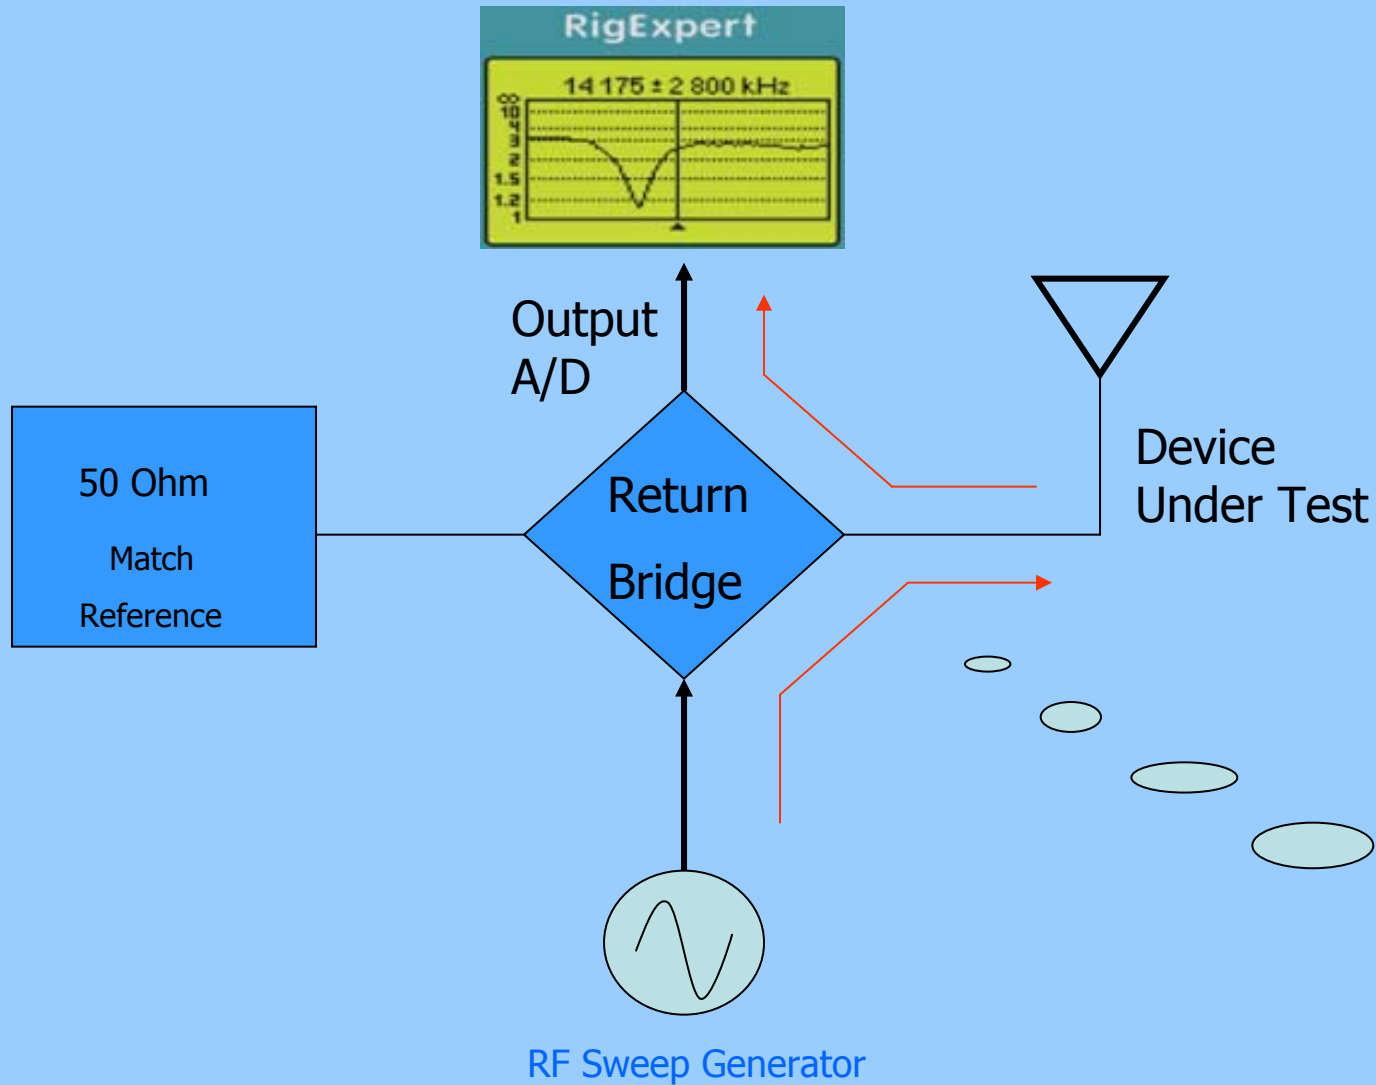 RigExpert
14 175 ± 2 800 kHz
∞
10
4
3
2
1.5
1.2
1
Output
A/D
50 Ohm
Match
Reference
Return
Bridge
Device
Under Test
RF Sweep Generator